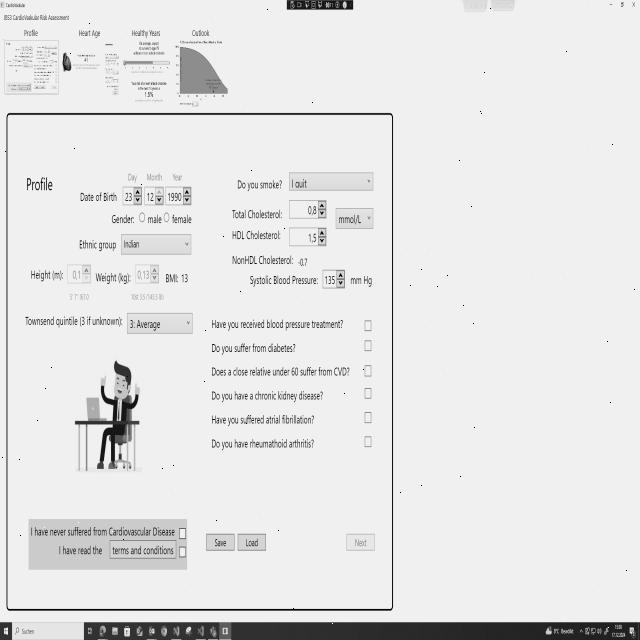 CardioVaskular
JBS3 CardioVaskular Risk Assessment
Profile Heart Age Healthy Years Outlook
Profile
Day Month Year
Date of Birth 23 12 1990
Gender: male female
Ethnic group Indian
Height (m): 0,1 Weight (kg): 0,13 BMI: 13
Townsend quintile (3 if unknown): 3: Average
Do you smoke? I quit
Total Cholesterol: 0,8 mmol/L
HDL Cholesterol: 1,5
NonHDL Cholesterol: -0.7
Systolic Blood Pressure: 135 mm Hg
Have you received blood pressure treatment?
Do you suffer from diabetes?
Does a close relative under 60 suffer from CVD?
Do you have a chronic kidney disease?
Have you suffered atrial fibrillation?
Do you have rheumathoid arthritis?
I have never suffered from Cardiovascular Disease
I have read the terms and conditions
Save Load Next
Suchen